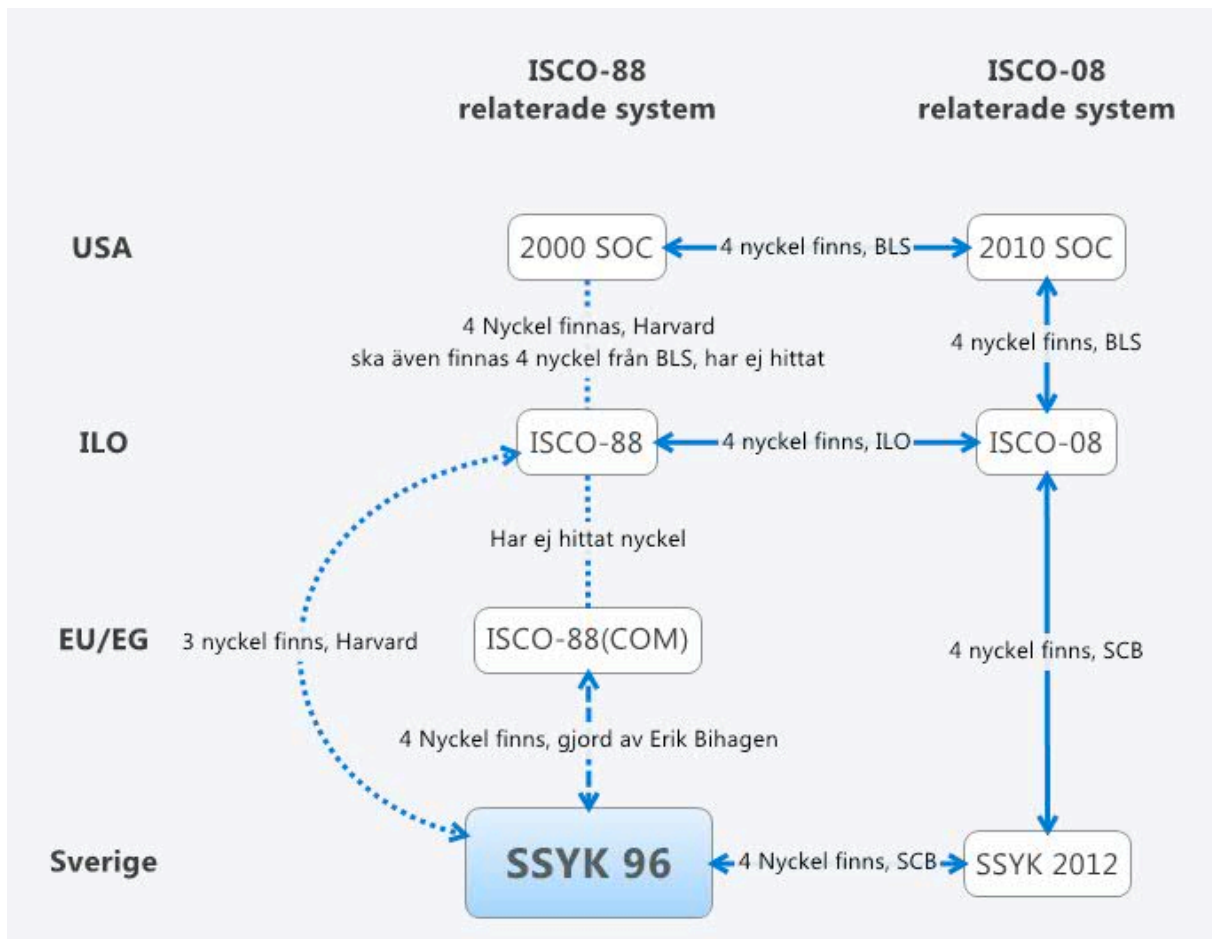 ISCO-88
relaterade system
ISCO-08
relaterade system
USA
2000 SOC
4 nyckel finns, BLS
2010 SOC
4 Nyckel finnas, Harvard
ska även finnas 4 nyckel från BLS, har ej hittat
4 nyckel finns, BLS
ILO
ISCO-88
4 nyckel finns, ILO
ISCO-08
Har ej hittat nyckel
EU/EG
3 nyckel finns, Harvard
ISCO-88(COM)
4 nyckel finns, SCB
4 Nyckel finns, gjord av Erik Bihagen
Sverige
SSYK 96
4 Nyckel finns, SCB
SSYK 2012